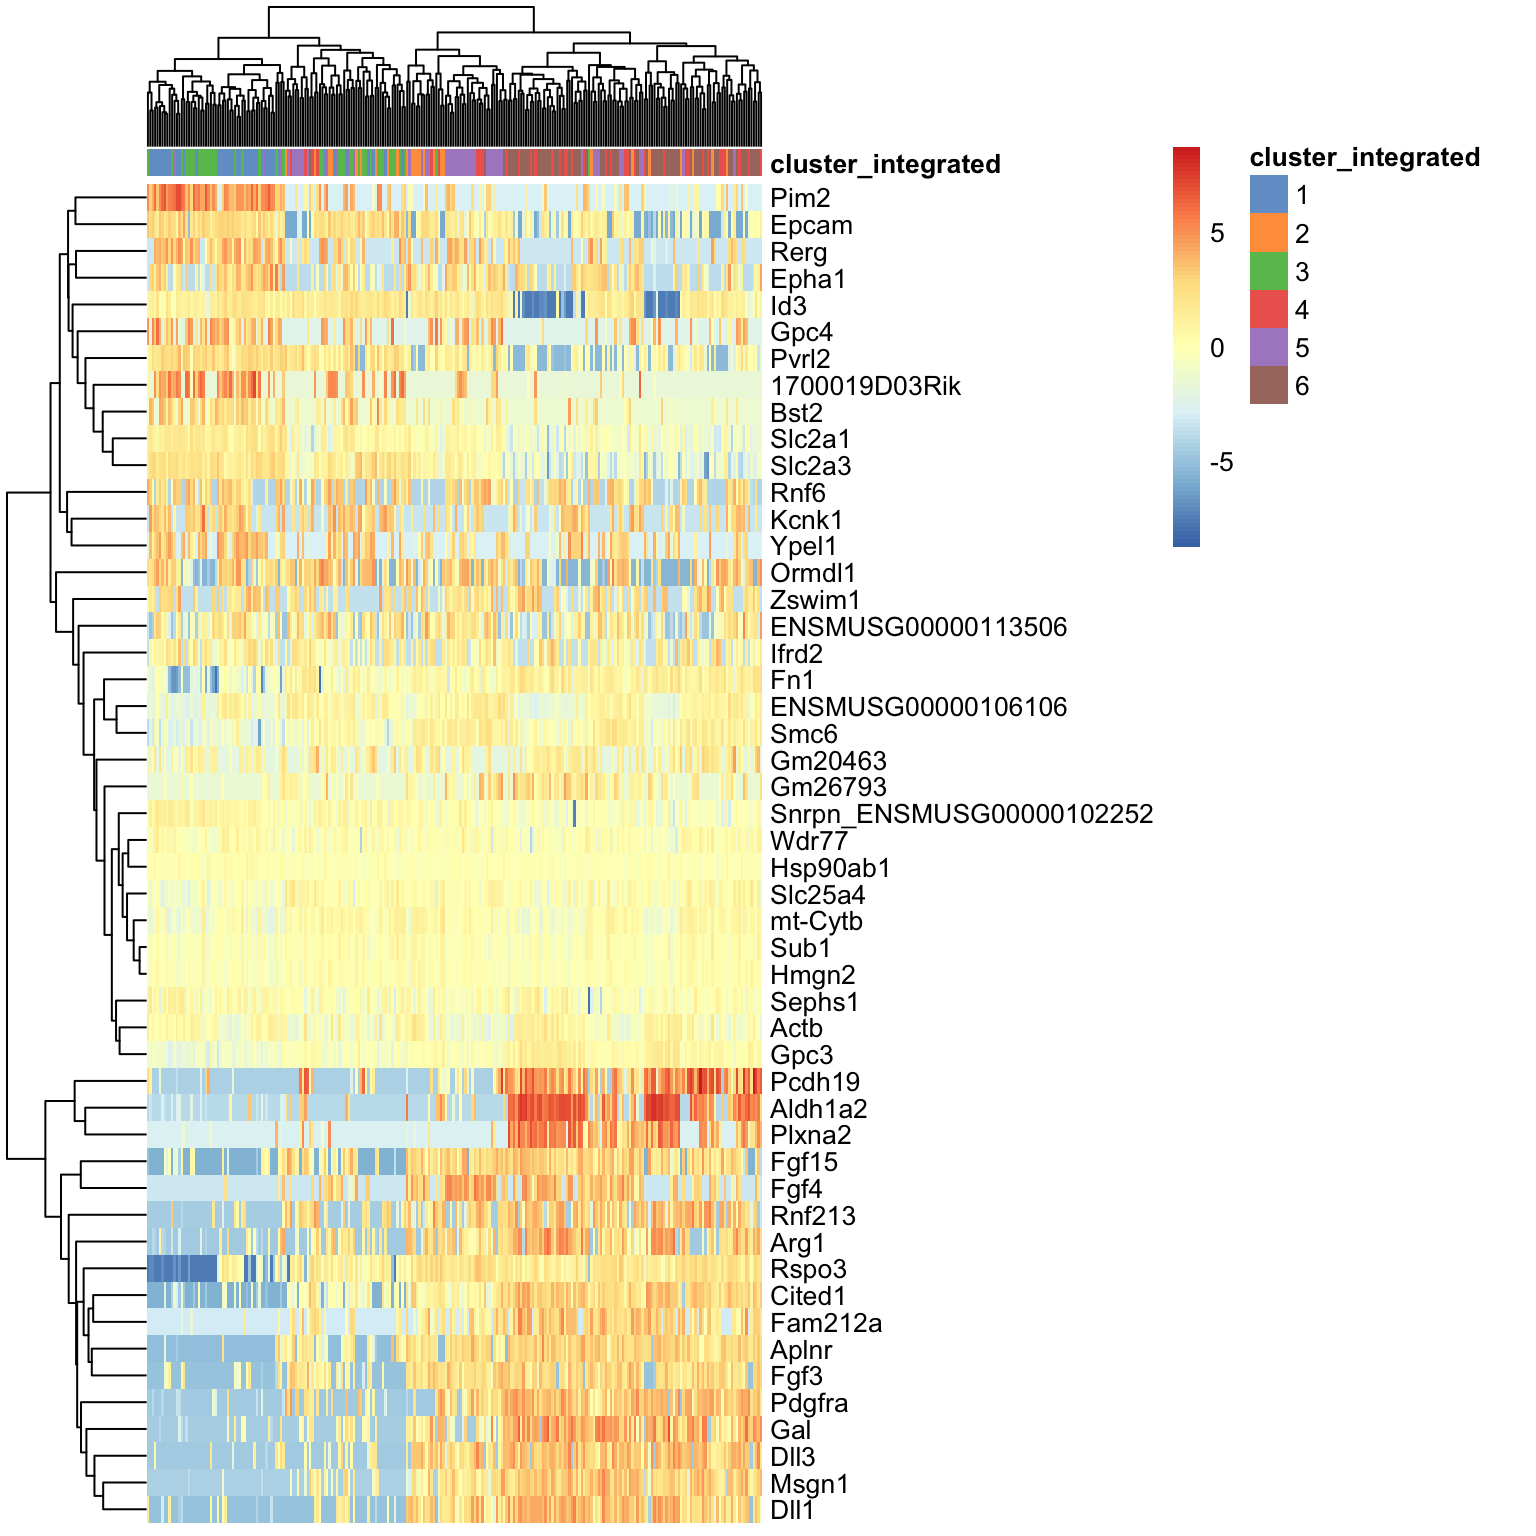 cluster_integrated
Pim2
Epcam
Rerg
Epha1
Id3
Gpc4
Pvrl2
1700019D03Rik
Bst2
Slc2a1
Slc2a3
Rnf6
Kcnk1
Ypel1
Ormdl1
Zswim1
ENSMUSG00000113506
Ifrd2
Fn1
ENSMUSG00000106106
Smc6
Gm20463
Gm26793
Snrpn_ENSMUSG00000102252
Wdr77
Hsp90ab1
Slc25a4
mt-Cytb
Sub1
Hmgn2
Sephs1
Actb
Gpc3
Pcdh19
Aldh1a2
Plxna2
Fgf15
Fgf4
Rnf213
Arg1
Rspo3
Cited1
Fam212a
Aplnr
Fgf3
Pdgfra
Gal
Dll3
Msgn1
Dll1
5
0
-5
cluster_integrated
1
2
3
4
5
6